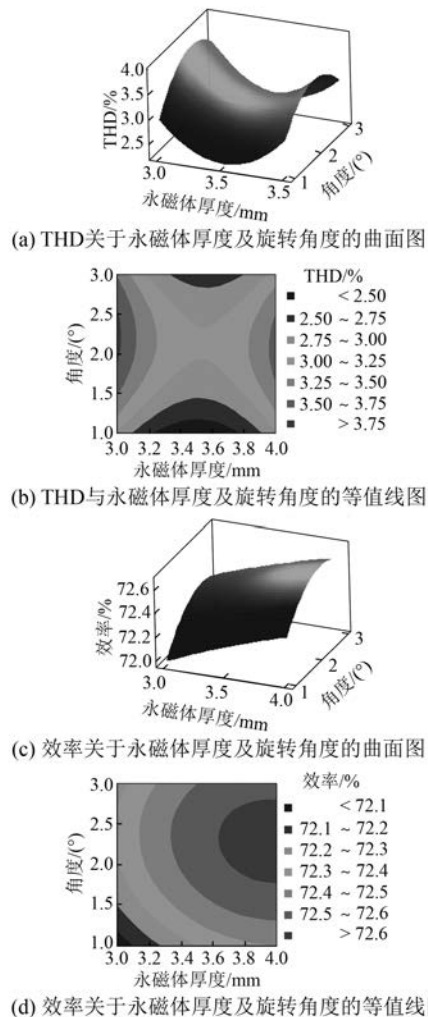 4.0
3.5
3.0
2.5
THD/%
3.0
3.5
3.5
永磁体厚度/mm
1
2
3
角度/(°)
(a) THD关于永磁体厚度及旋转角度的曲面图
THD/%
3.0
2.5
2.0
1.5
1.0
角度/(°)
3.0 3.2 3.4 3.6 3.8 4.0
永磁体厚度/mm
< 2.50
2.50 ~ 2.75
2.75 ~ 3.00
3.00 ~ 3.25
3.25 ~ 3.50
3.50 ~ 3.75
> 3.75
(b) THD与永磁体厚度及旋转角度的等值线图
72.6
72.4
72.2
72.0
效率/%
3.0
3.5
4.0
永磁体厚度/mm
1
2
3
角度/(°)
(c) 效率关于永磁体厚度及旋转角度的曲面图
效率/%
3.0
2.5
2.0
1.5
1.0
角度/(°)
3.0 3.2 3.4 3.6 3.8 4.0
永磁体厚度/mm
< 72.1
72.1 ~ 72.2
72.2 ~ 72.3
72.3 ~ 72.4
72.4 ~ 72.5
72.5 ~ 72.6
> 72.6
(d) 效率关于永磁体厚度及旋转角度的等值线